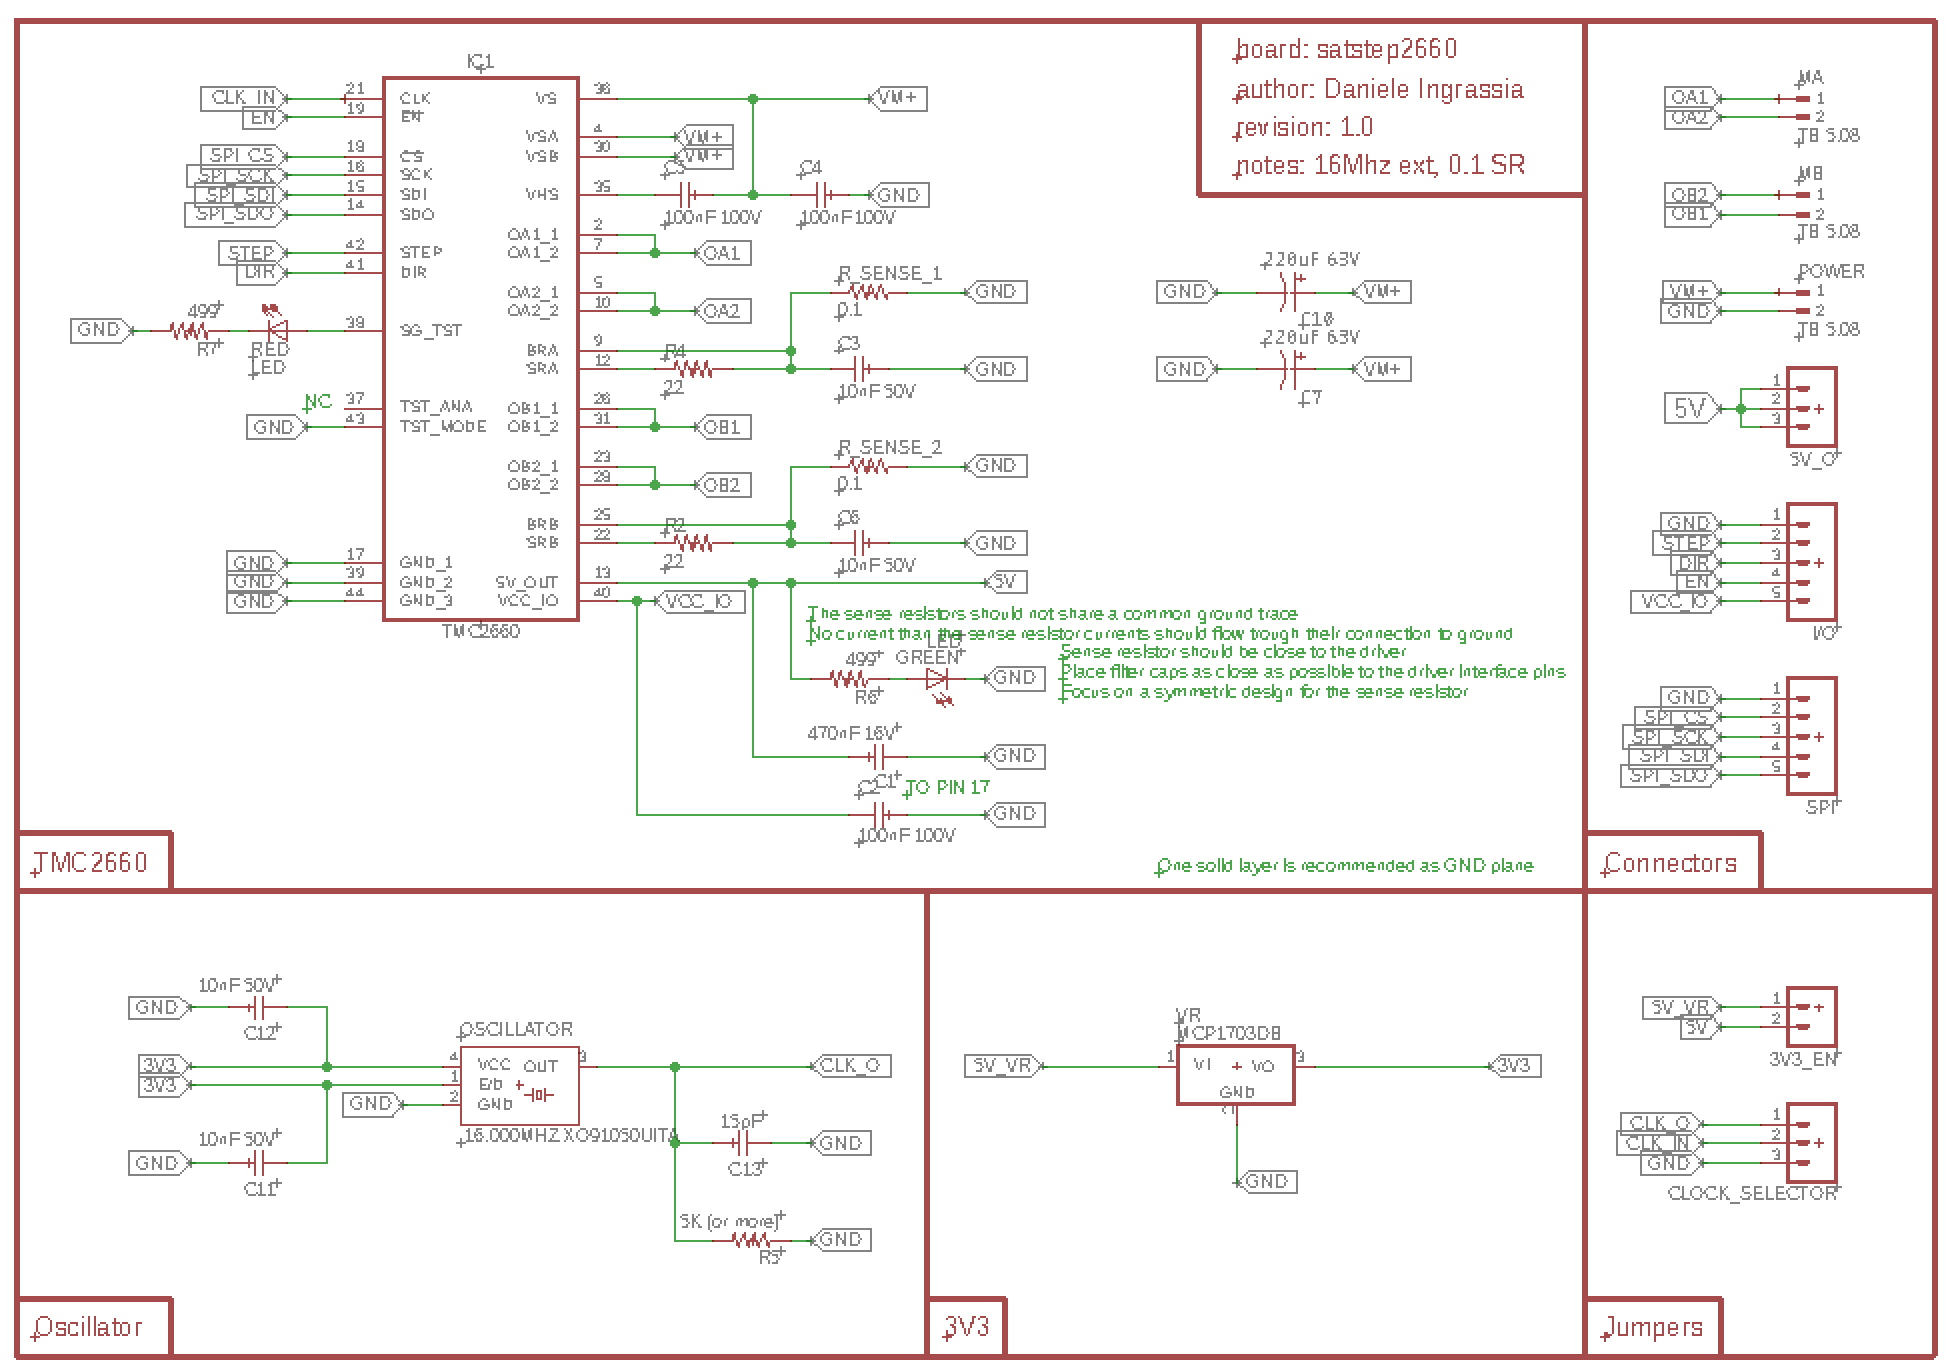 board: satstep2660
author: Daniele Ingrassia
revision: 1.0
notes: 16Mhz ext, 0.1 SR
IC1
CLK_IN
21
CLK
EN
19
EN
SPI_CS
CS
SPI_SCK
SCK
SPI_SDI
15
SDI
SPI_SDO
14
SDO
STEP
42
STEP
DIR
41
DIR
GND
499
R7
RED
LED
SG_TST
NC
37
TST_ANA
GND
43
TST_MODE
GND
17
GND_1
GND
39
GND_2
GND
44
GND_3
TMC2660
VS
36
VM+
VSA
4
VM+
VSB
30
VM+
VHS
35
100nF 100V
C4
100nF 100V
GND
OA1_1
2
OA1_2
7
OA1
OA2_1
5
OA2_2
10
OA2
BRA
9
SRA
12
R4
22
R_SENSE_1
0.1
GND
C3
10nF 50V
GND
OB1_1
26
OB1_2
31
OB1
OB2_1
23
OB2_2
OB2
BRB
25
SRB
22
22
R_SENSE_2
0.1
GND
C6
10nF 50V
GND
5V_OUT
13
5V
VCC_IO
40
VCC_IO
The sense resistors should not share a common ground trace
No current than the sense resistor currents should flow trough their connection to ground
Sense resistor should be close to the driver
Place filter caps as close as possible to the driver interface pins
Focus on a symmetric design for the sense resistor
499
R6
LED
GREEN
GND
470nF 16V
C1
GND
TO PIN 17
C2
100nF 100V
GND
220uF 63V
GND
VM+
C10
220uF 63V
GND
VM+
C7
One solid layer is recommended as GND plane
TMC2660
MA
OA1
1
OA2
2
TB 5.08
MB
OB2
1
OB1
2
TB 5.08
POWER
VM+
1
GND
2
TB 5.08
5V
1
2
3
5V_O
GND
1
STEP
2
DIR
3
EN
4
VCC_IO
5
I/O
GND
1
SPI_CS
2
SPI_SCK
3
SPI_SDI
4
SPI_SDO
5
SPI
Connectors
10nF 50V
GND
C12
3V3
3V3
GND
10nF 50V
GND
C11
OSCILLATOR
4
VCC
OUT
3
1
E/D
2
GND
16.000MHZ XO91050UITA
CLK_O
15pF
GND
C13
5K (or more)
GND
R5
Oscillator
VR
MCP1703DB
5V_VR
1
VI
VO
3
3V3
GND
GND
3V3
5V_VR
1
5V
2
3V3_EN
CLK_O
1
CLK_IN
2
GND
3
CLOCK_SELECTOR
Jumpers